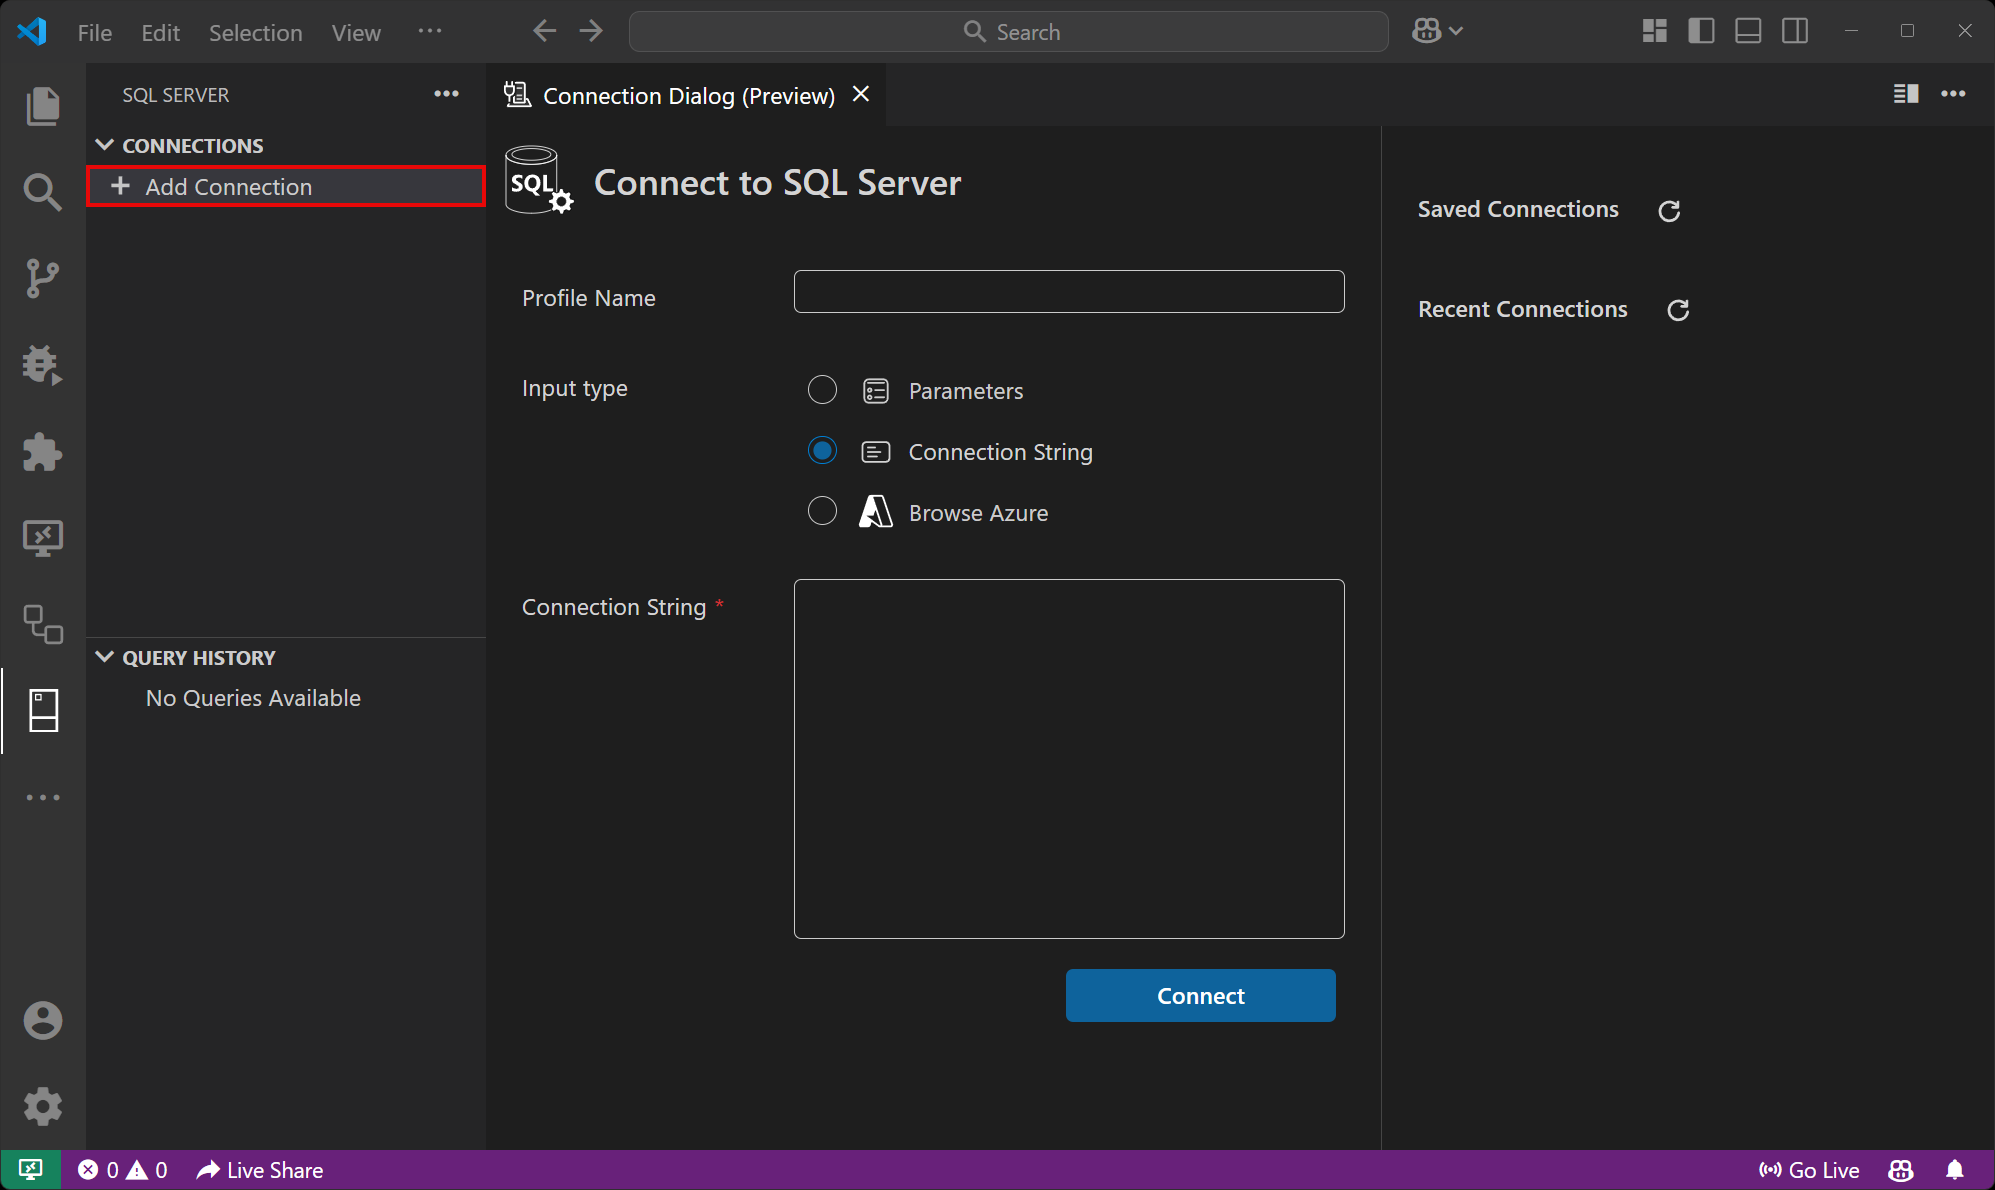 File Edit Selection View ··· Search
SQL SERVER
CONNECTIONS
Add Connection
QUERY HISTORY
No Queries Available
Connection Dialog (Preview)
SQL
Connect to SQL Server
Profile Name
Input type
Parameters
Connection String
Browse Azure
Connection String *
Connect
Saved Connections
Recent Connections
0 0 Live Share Go Live